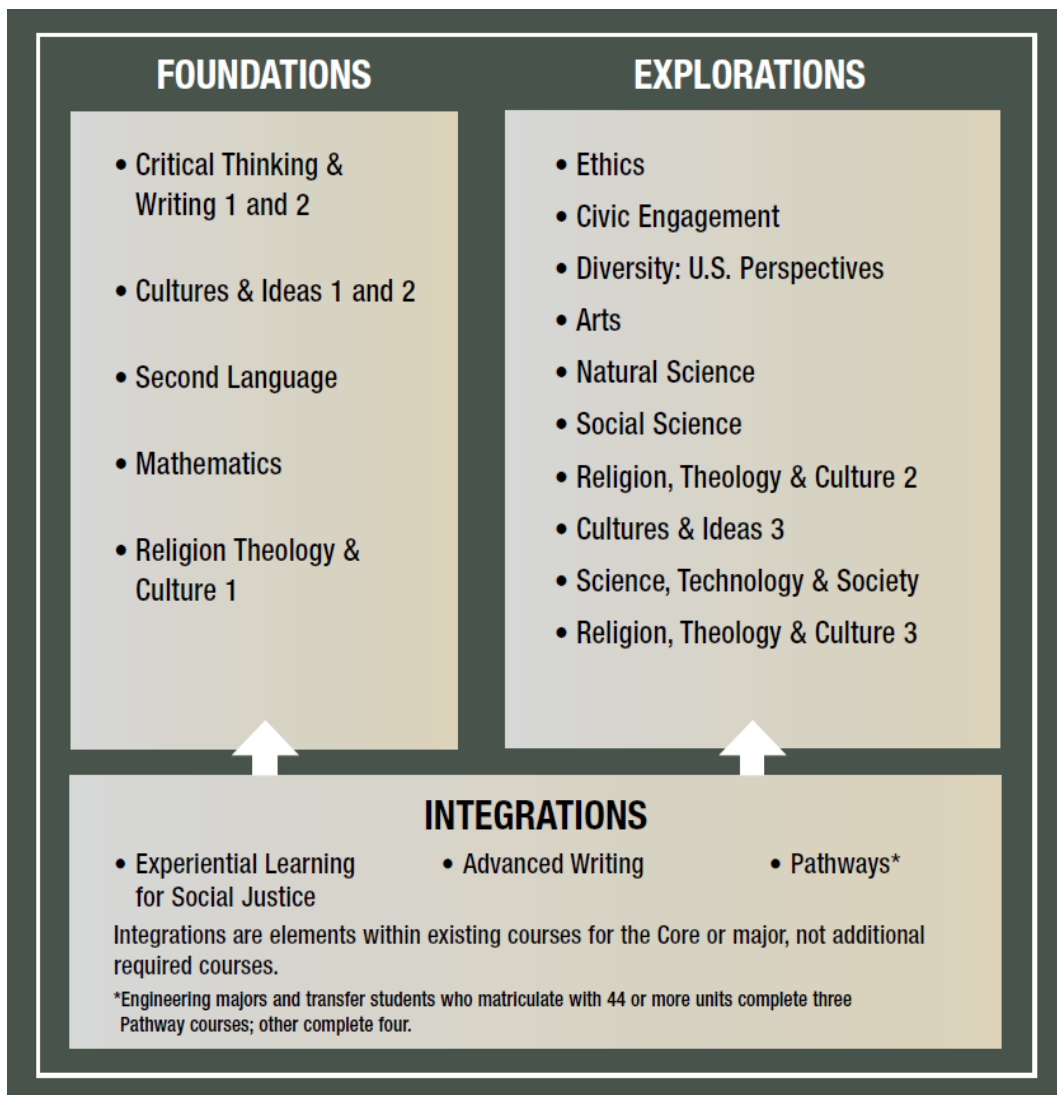 FOUNDATIONS
• Critical Thinking &
Writing 1 and 2
• Cultures & Ideas 1 and 2
• Second Language
• Mathematics
• Religion Theology &
Culture 1
EXPLORATIONS
• Ethics
• Civic Engagement
• Diversity: U.S. Perspectives
• Arts
• Natural Science
• Social Science
• Religion, Theology & Culture 2
• Cultures & Ideas 3
• Science, Technology & Society
• Religion, Theology & Culture 3
INTEGRATIONS
• Experiential Learning
for Social Justice
• Advanced Writing
• Pathways*
Integrations are elements within existing courses for the Core or major, not additional
required courses.
*Engineering majors and transfer students who matriculate with 44 or more units complete three
Pathway courses; other complete four.